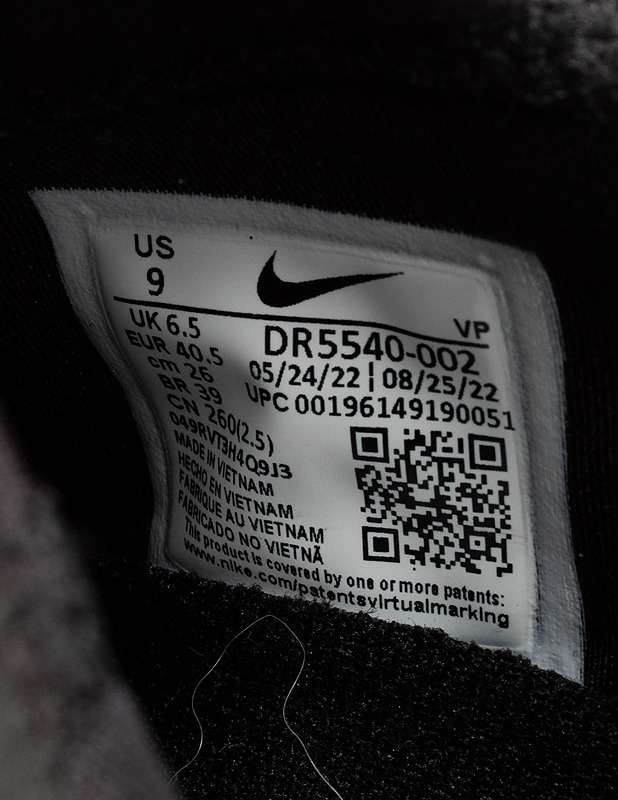 US
9
VP
UK 6.5
EUR 40.5
cm 26
BR 39
CN 260(2.5)
DR5540-002
05/24/22 | 08/25/22
UPC 00196149190051
049RVT3H4Q9J3
MADE IN VIETNAM
HECHO EN VIETNAM
FABRIQUE AU VIETNAM
FABRICADO NO VIETNÃ
This product is covered by one or more patents:
www.nike.com/patentsvirtualmarking